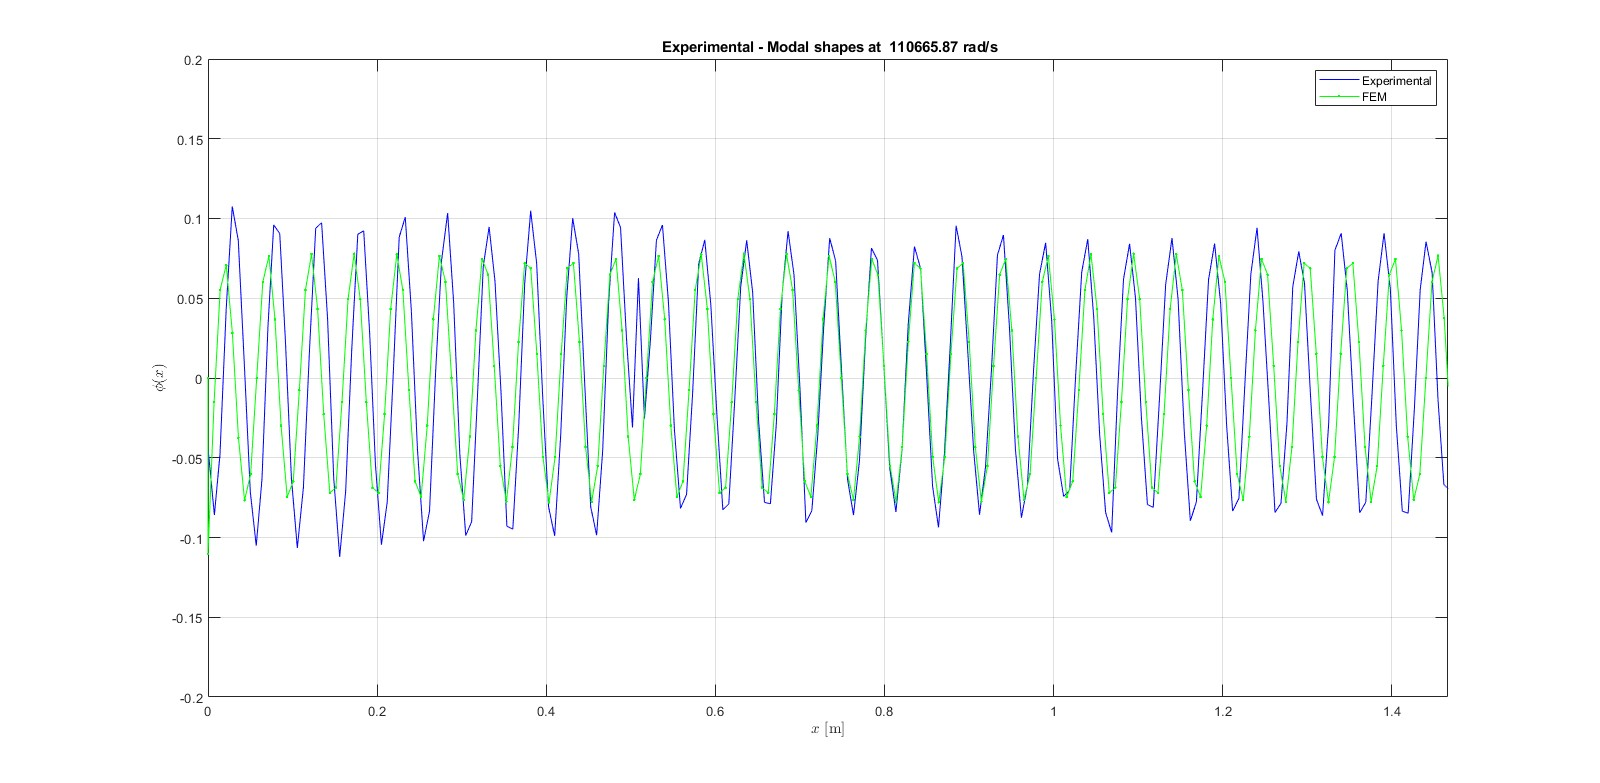 Experimental - Modal shapes at 110665.87 rad/s
Experimental
FEM
0.2
0.15
0.1
0.05
0
-0.05
-0.1
-0.15
-0.2
ϕ(x)
0 0.2 0.4 0.6 0.8 1 1.2 1.4
x [m]